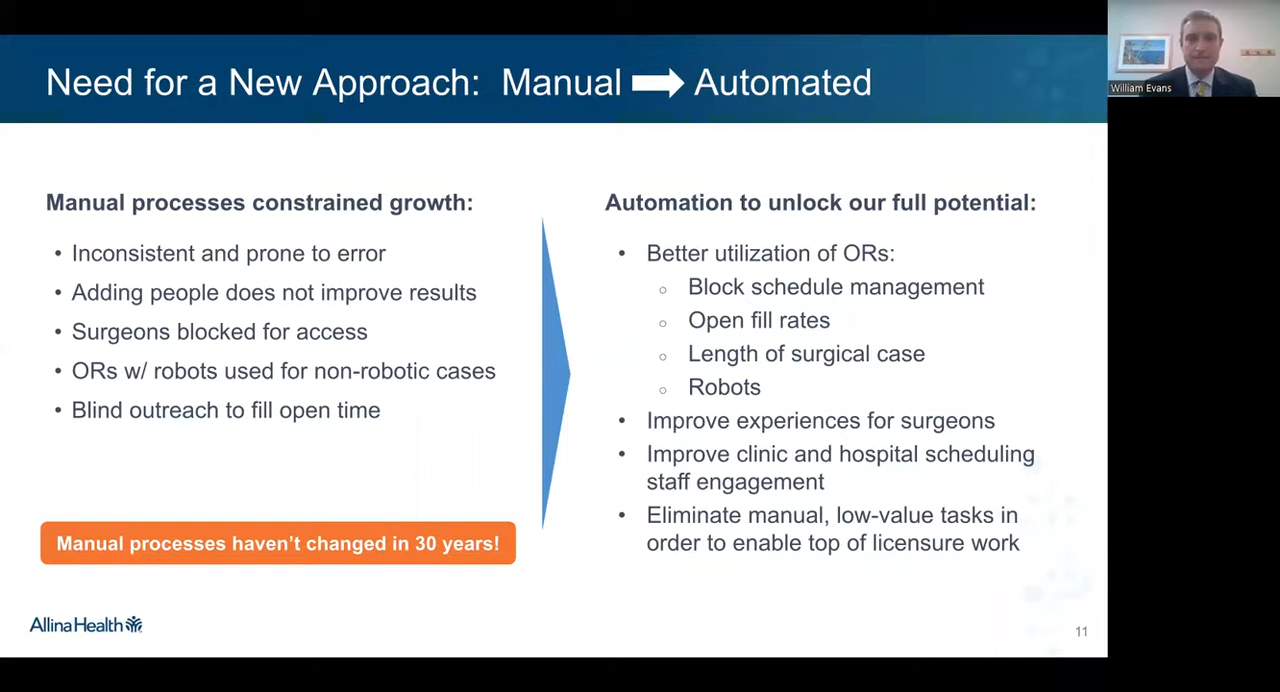 Need for a New Approach: Manual Automated
William Evans
Manual processes constrained growth:
• Inconsistent and prone to error
• Adding people does not improve results
• Surgeons blocked for access
• ORs w/ robots used for non-robotic cases
• Blind outreach to fill open time
Manual processes haven't changed in 30 years!
Automation to unlock our full potential:
• Better utilization of ORs:
○ Block schedule management
○ Open fill rates
○ Length of surgical case
○ Robots
• Improve experiences for surgeons
• Improve clinic and hospital scheduling
staff engagement
• Eliminate manual, low-value tasks in
order to enable top of licensure work
Allina Health
11